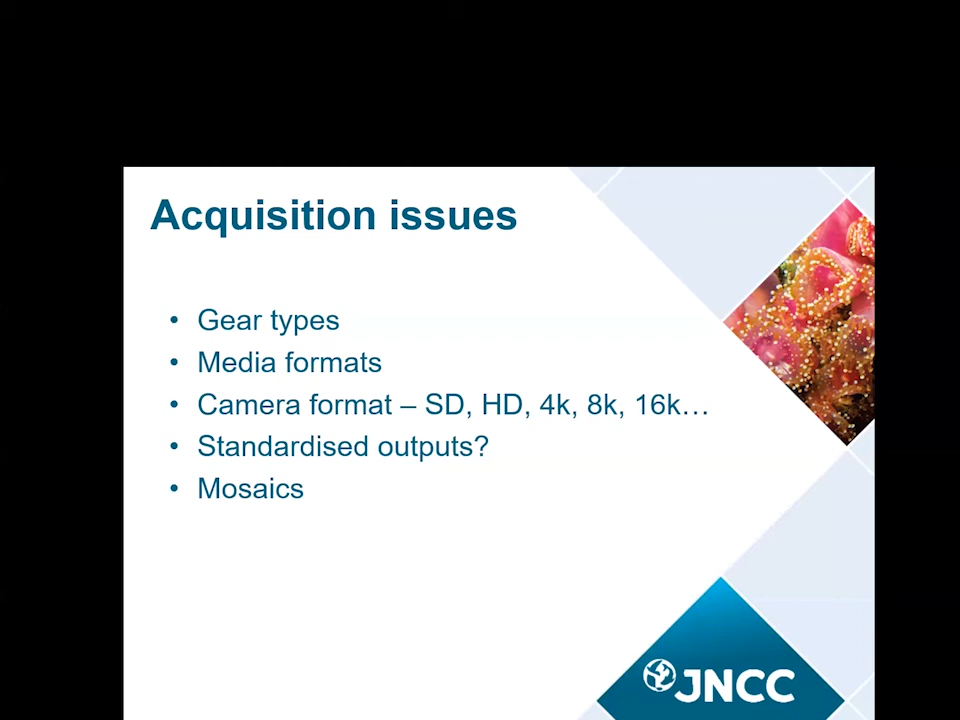 Acquisition issues
• Gear types
• Media formats
• Camera format – SD, HD, 4k, 8k, 16k…
• Standardised outputs?
• Mosaics
JNCC